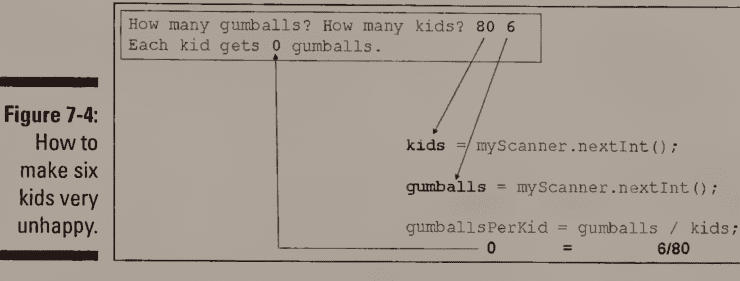 How many gumballs? How many kids? 80 6
Each kid gets 0 gumballs.
Figure 7-4:
How to
make six
kids very
unhappy.
kids = myScanner.nextInt();
gumballs = myScanner.nextInt();
gumballsPerKid = gumballs / kids;
0 = 6/80